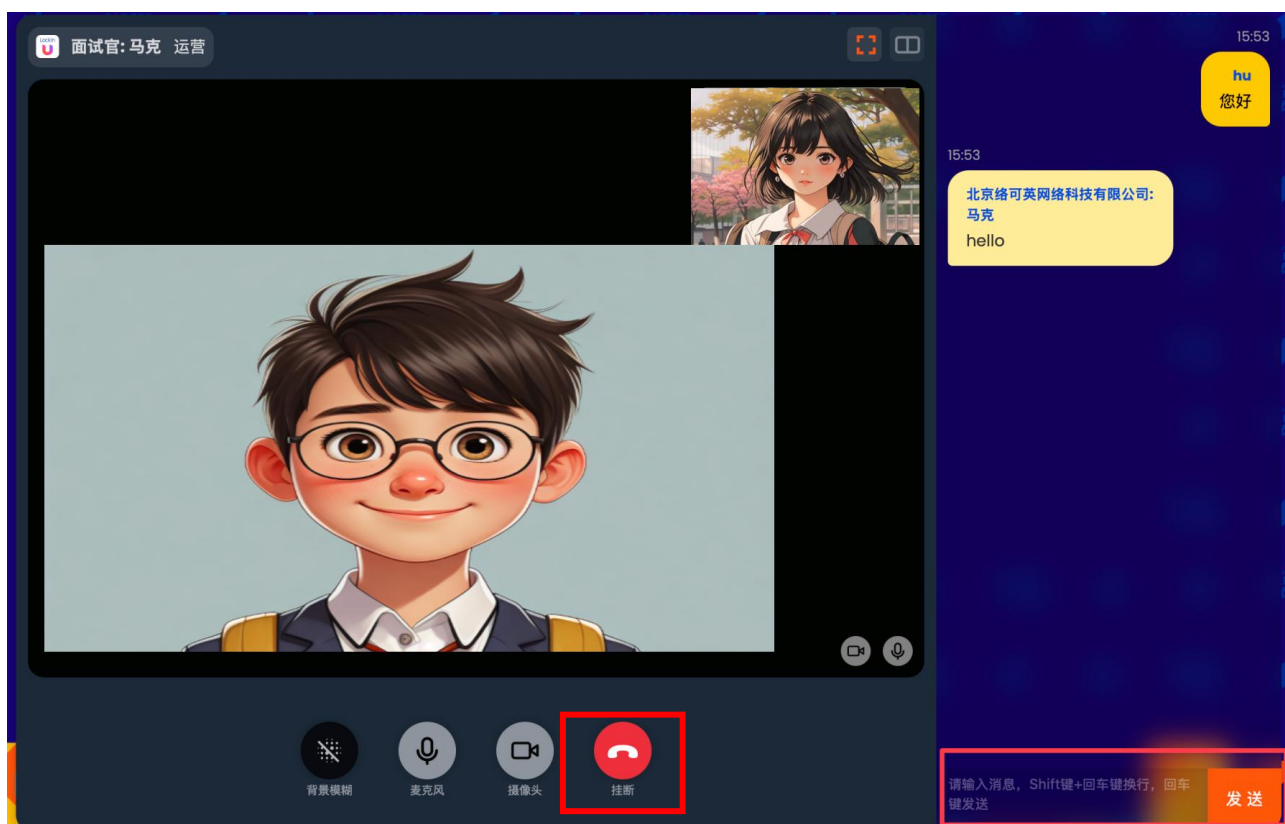 Lockin
U
面试官: 马克 运营
15:53
hu
您好
15:53
北京络可英网络科技有限公司:
马克
hello
背景模糊
麦克风
摄像头
挂断
请输入消息，Shift键+回车键换行，回车
键发送
发 送